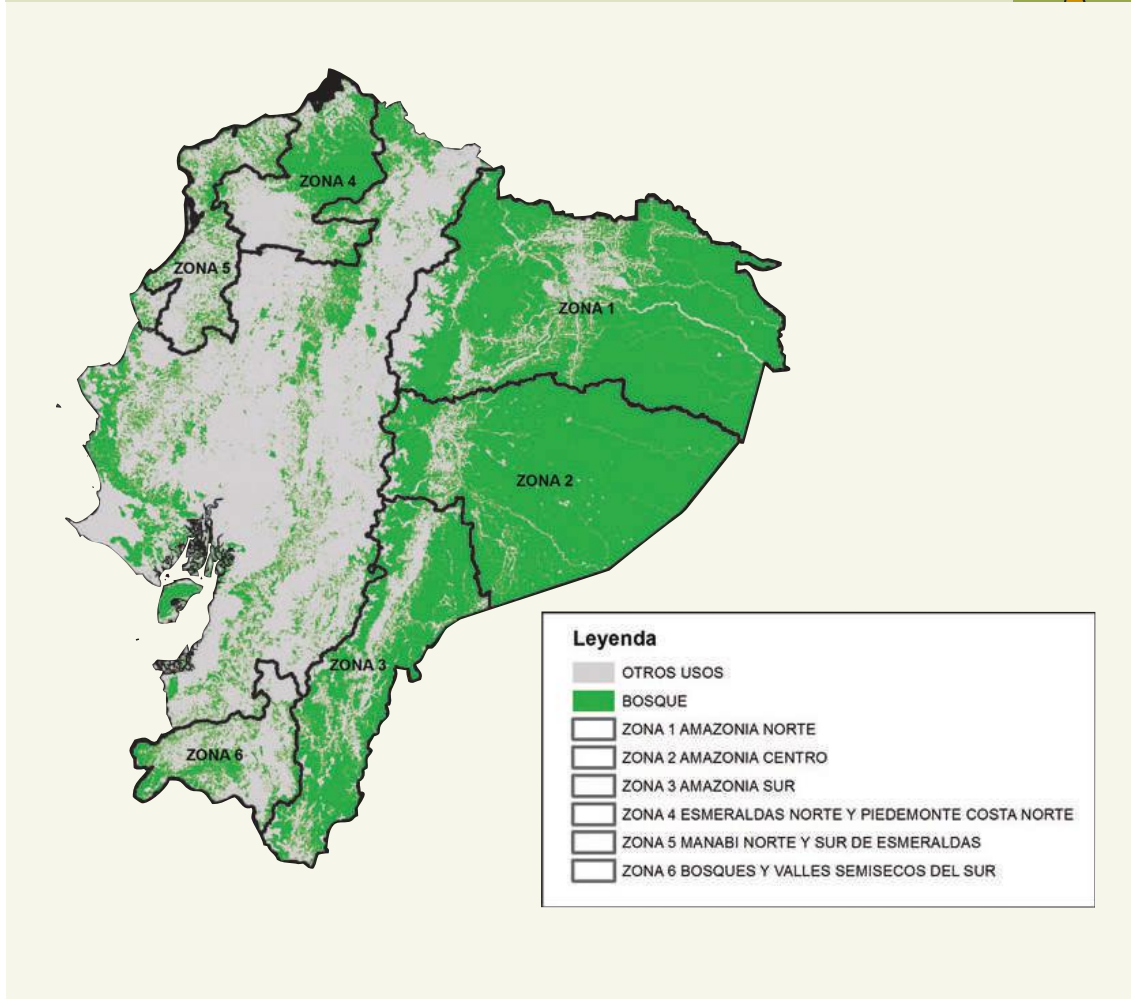 ZONA 4
ZONA 5
ZONA 1
ZONA 2
ZONA 3
ZONA 6
Leyenda
OTROS USOS
BOSQUE
ZONA 1 AMAZONIA NORTE
ZONA 2 AMAZONIA CENTRO
ZONA 3 AMAZONIA SUR
ZONA 4 ESMERALDAS NORTE Y PIEDEMONTE COSTA NORTE
ZONA 5 MANABI NORTE Y SUR DE ESMERALDAS
ZONA 6 BOSQUES Y VALLES SEMISECOS DEL SUR